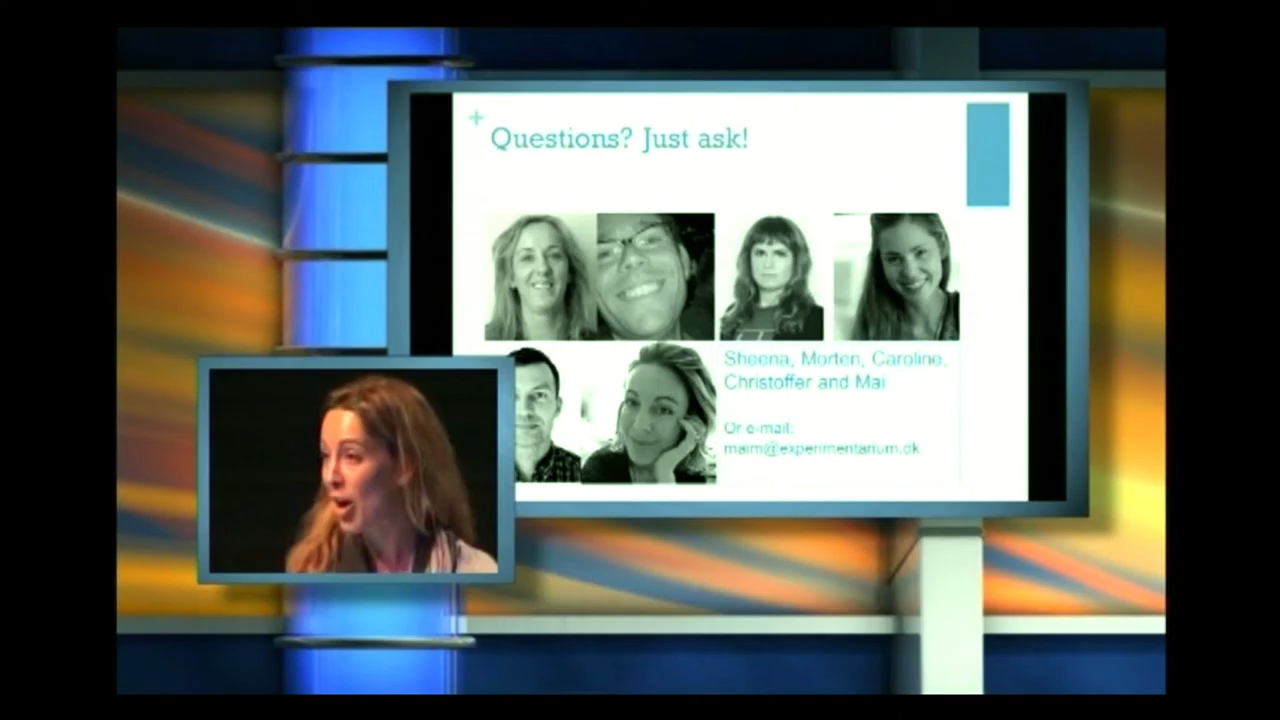 +
Questions? Just ask!
Sheena, Morten, Caroline,
Christoffer and Mai
Or e-mail:
maim@experimentarium.dk